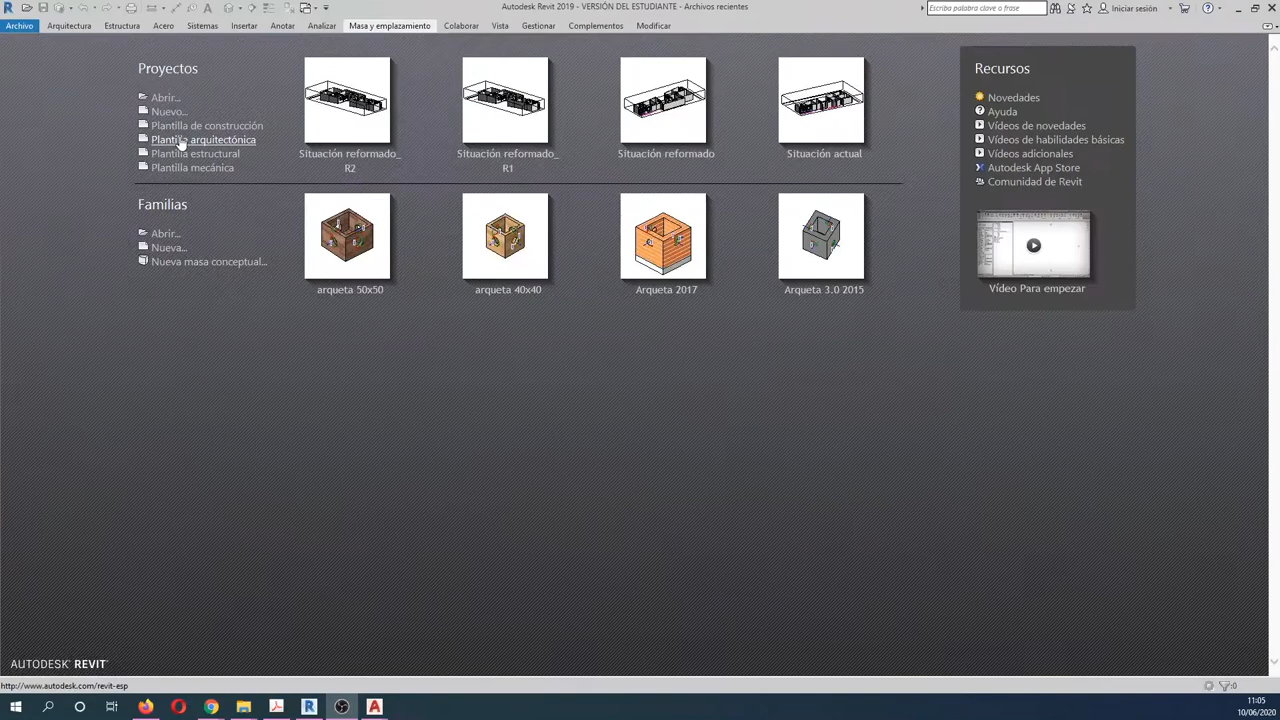 Autodesk Revit 2019 - VERSIÓN DEL ESTUDIANTE - Archivos recientes
Escriba palabra clave o frase
Iniciar sesión
Archivo Arquitectura Estructura Acero Sistemas Insertar Anotar Analizar Masa y emplazamiento Colaborar Vista Gestionar Complementos Modificar
Proyectos
Abrir...
Nuevo...
Plantilla de construcción
Plantilla arquitectónica
Plantilla estructural
Plantilla mecánica
Situación reformado_
R2
Situación reformado_
R1
Situación reformado
Situación actual
Familias
Abrir...
Nueva...
Nueva masa conceptual...
arqueta 50x50
arqueta 40x40
Arqueta 2017
Arqueta 3.0 2015
Recursos
Novedades
Ayuda
Vídeos de novedades
Vídeos de habilidades básicas
Vídeos adicionales
Autodesk App Store
Comunidad de Revit
Vídeo Para empezar
AUTODESK® REVIT®
http://www.autodesk.com/revit-esp
:0
11:05
10/06/2020